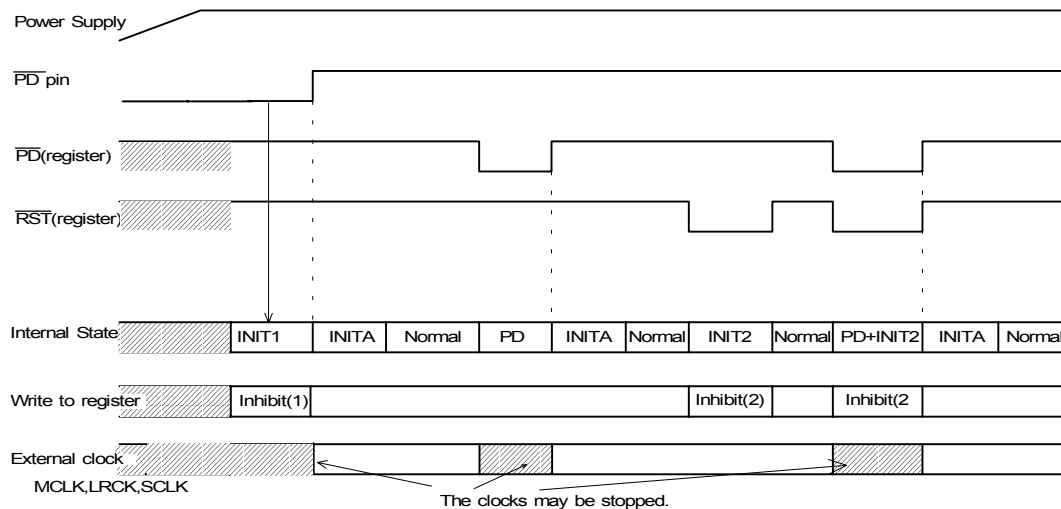 Power Supply
PD pin
PD(register)
RST(register)
Internal State INIT1 INITA Normal PD INITA Normal INIT2 Normal PD+INIT2 INITA Normal
Write to register Inhibit(1) Inhibit(2) Inhibit(2
External clock
MCLK,LRCK,SCLK
The clocks may be stopped.